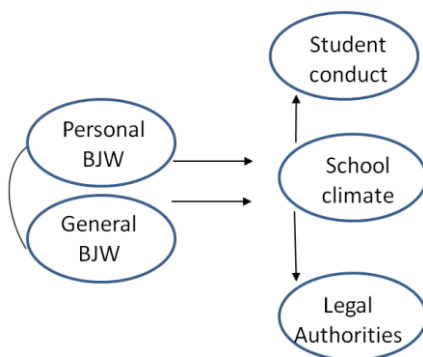 Student
conduct
Personal
BJW
School
climate
General
BJW
Legal
Authorities